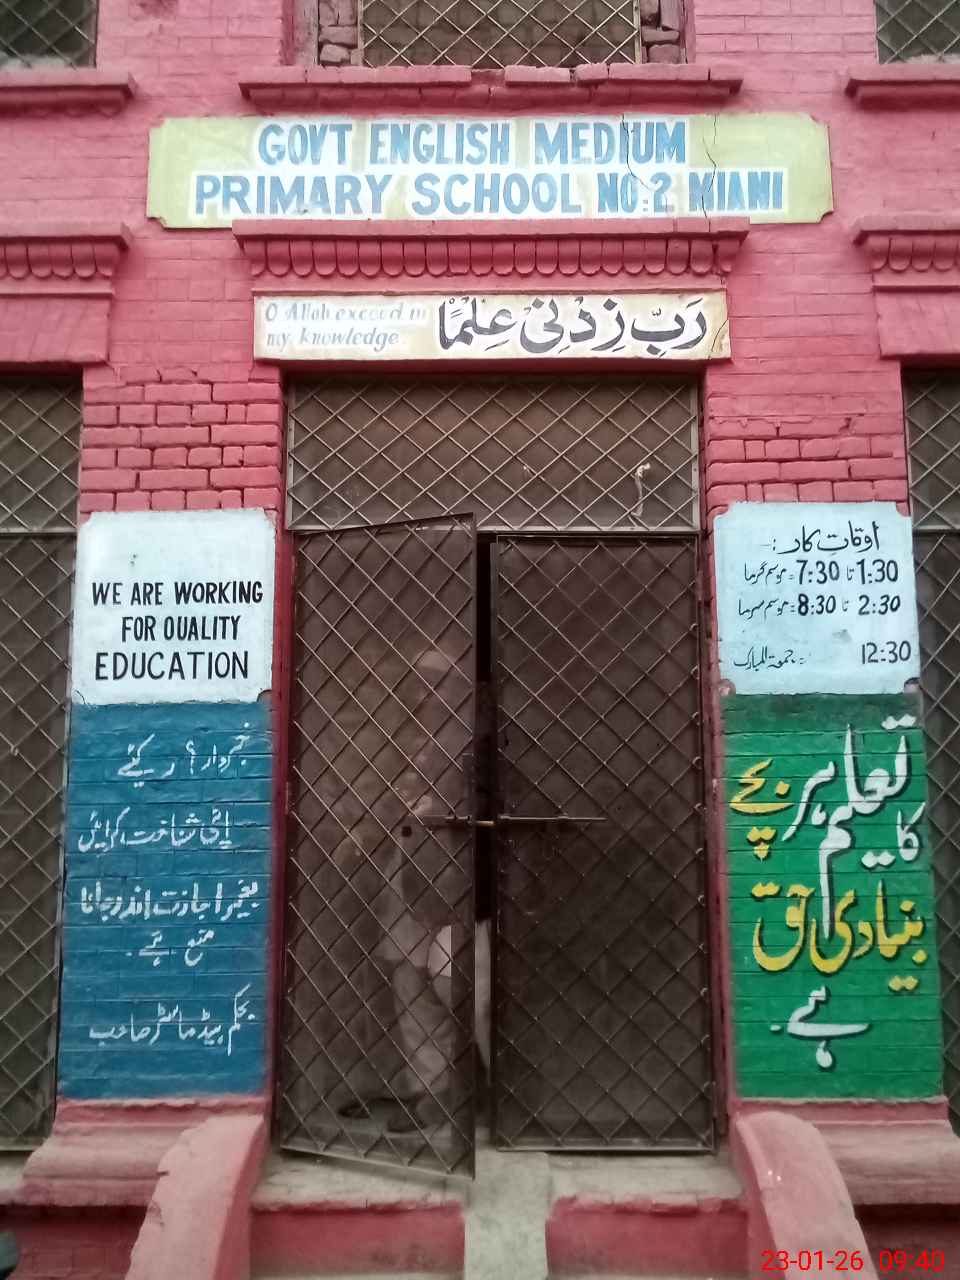 GOVT ENGLISH MEDIUM
PRIMARY SCHOOL NO:2 MIANI
O Allah exceed in
my knowledge
رَبِّ زِدْنِیْ عِلْمًا
WE ARE WORKING
FOR QUALITY
EDUCATION
خبردار! رکیئے
اپنی شناخت کرائیں
بغیر اجازت اندر جانا
منع ہے۔
بحکم ہیڈ ماسٹر صاحب
اوقات کار :-
موسم گرما = 7:30 تا 1:30
موسم سرما = 8:30 تا 2:30
جمعۃ المبارک = 12:30
تعلیم ہر بچے
کا
بنیادی حق
ہے۔
23-01-26 09:40